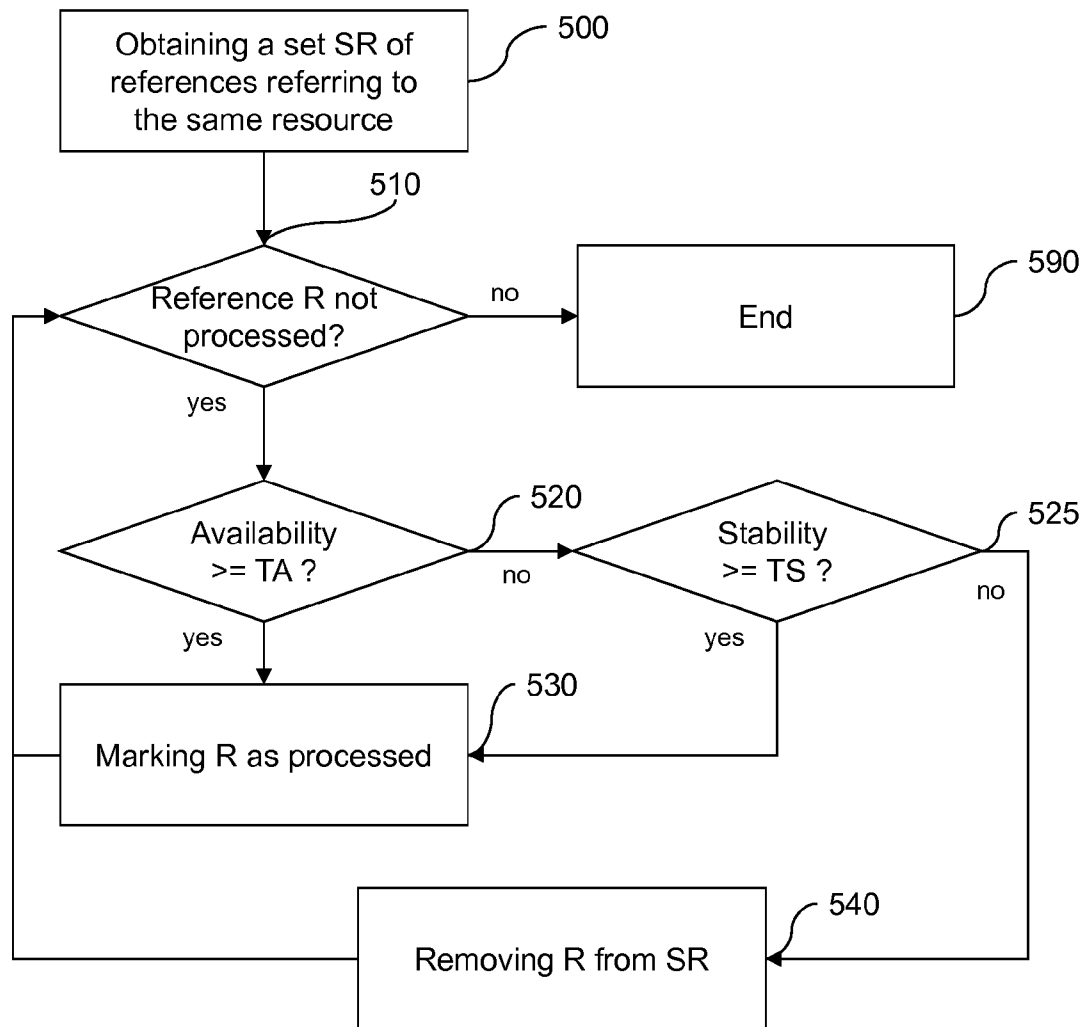 Obtaining a set SR of
references referring to
the same resource
500
510
Reference R not
processed?
no
End
590
yes
Availability
>= TA ?
520
no
Stability
>= TS ?
525
no
yes
yes
Marking R as processed
530
Removing R from SR
540